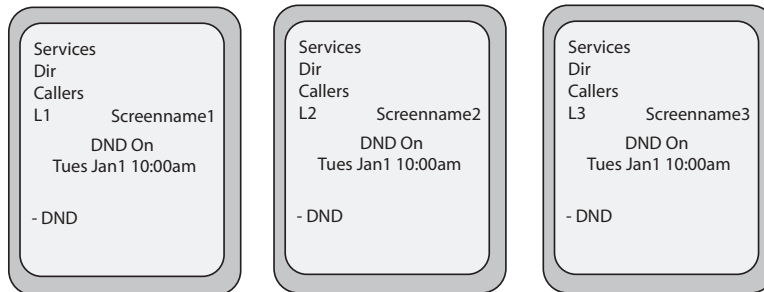 Services
Dir
Callers
L1 Screenname1
DND On
Tues Jan1 10:00am
- DND
Services
Dir
Callers
L2 Screenname2
DND On
Tues Jan1 10:00am
- DND
Services
Dir
Callers
L3 Screenname3
DND On
Tues Jan1 10:00am
- DND